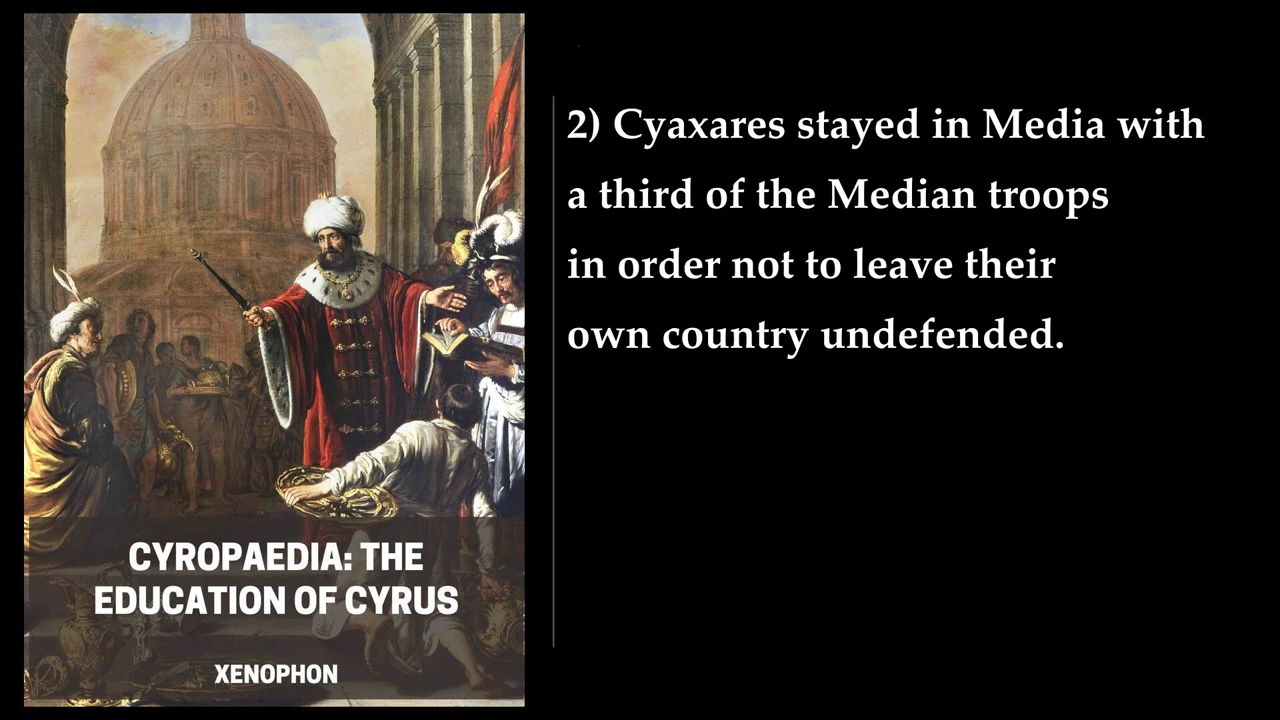 CYROPAEDIA: THE
EDUCATION OF CYRUS
XENOPHON
2) Cyaxares stayed in Media with
a third of the Median troops
in order not to leave their
own country undefended.